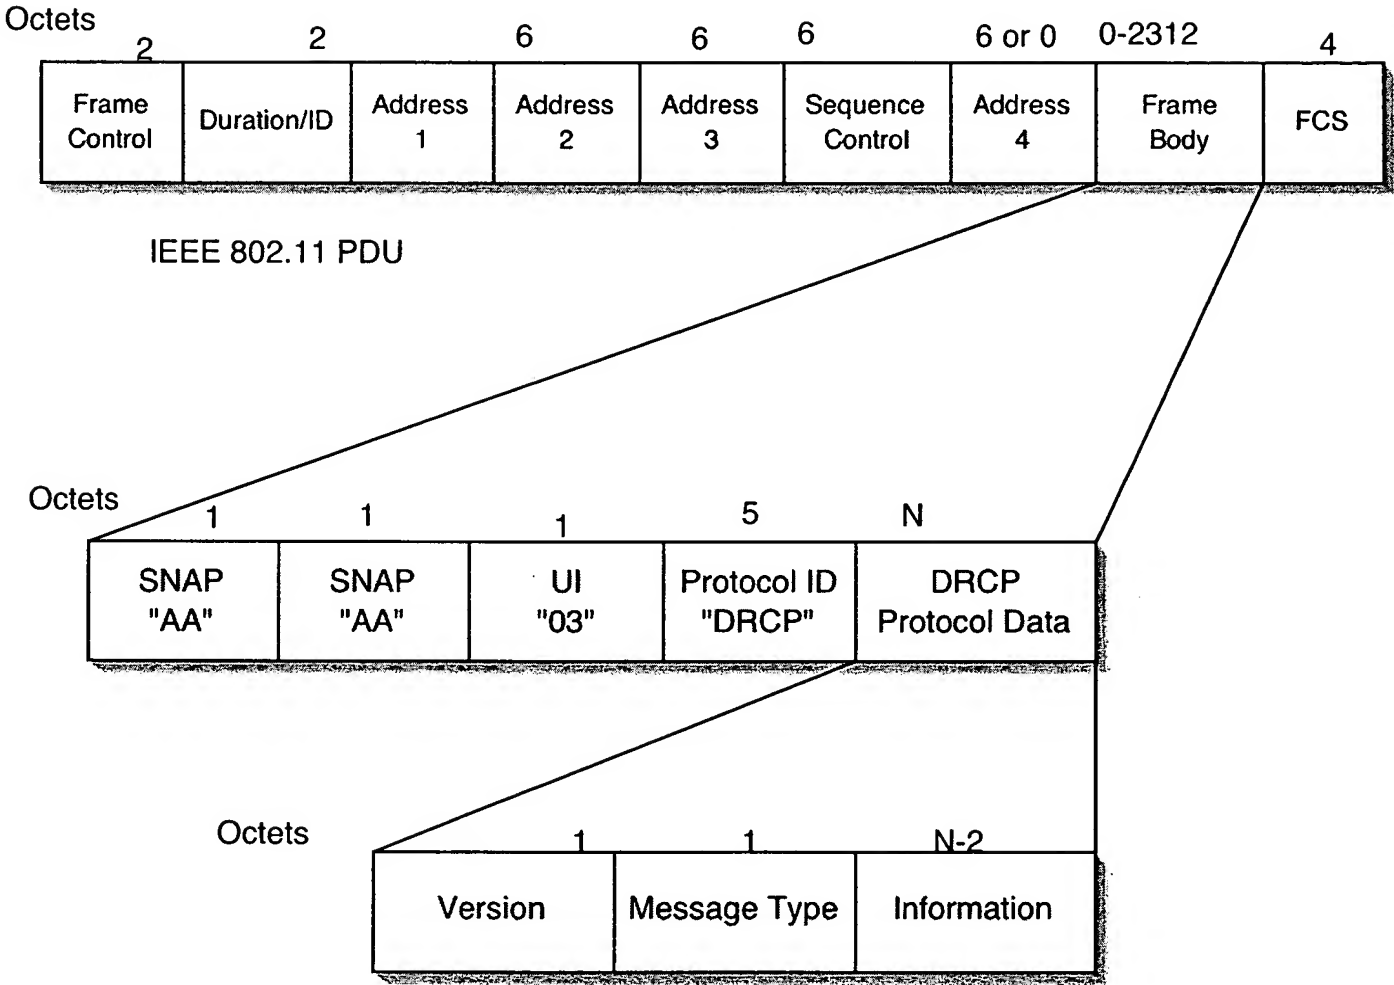 Octets
2 2 6 6 6 6 or 0 0-2312 4
Frame Control
Duration/ID
Address 1
Address 2
Address 3
Sequence Control
Address 4
Frame Body
FCS
IEEE 802.11 PDU
Octets
1 1 1 5 N
SNAP "AA"
SNAP "AA"
UI "03"
Protocol ID "DRCP"
DRCP Protocol Data
Octets
1 1 N-2
Version
Message Type
Information